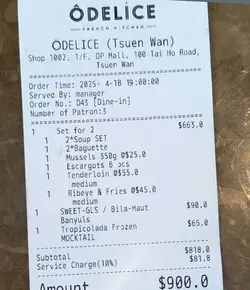 ÔDELICE
FRENCH KITCHEN
ÔDELICE (Tsuen Wan)
Shop 1002, 1/F, OP Mall, 100 Tai Ho Road,
Tsuen Wan
Order Time: 2025- 4-18 19:00:00
Served By: manager
Order No.: D43 [Dine-in]
Number of Patron:3
1 Set for 2 $663.0
1 2*Soup SET
1 2*Baguette
1 Mussels 350g @$25.0
1 Escargots 6 pcs
1 Tenderloin @$55.0
medium
1 Ribeye & Fries @$45.0
medium
1 SWEET-GLS / Bila-Haut $90.0
Banyuls
1 Tropicolada Frozen $65.0
MOCKTAIL
Subtotal $818.0
Service Charge(10%) $81.8
Amount $900.0